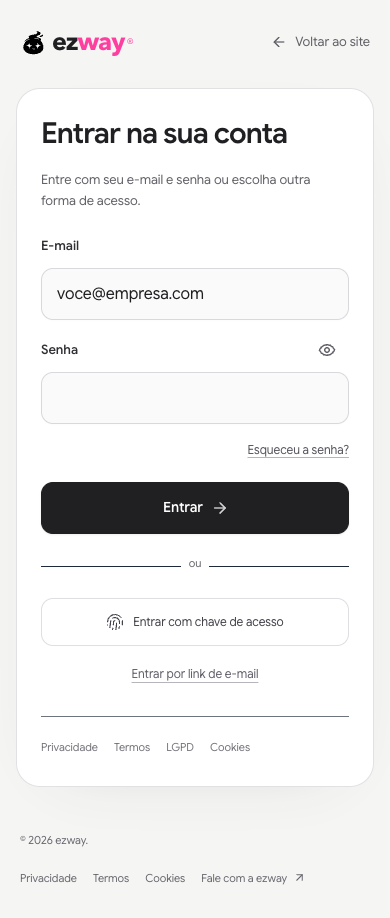 ezway®
Voltar ao site
Entrar na sua conta
Entre com seu e-mail e senha ou escolha outra
forma de acesso.
E-mail
voce@empresa.com
Senha
Esqueceu a senha?
Entrar
ou
Entrar com chave de acesso
Entrar por link de e-mail
Privacidade Termos LGPD Cookies
© 2026 ezway.
Privacidade Termos Cookies Fale com a ezway